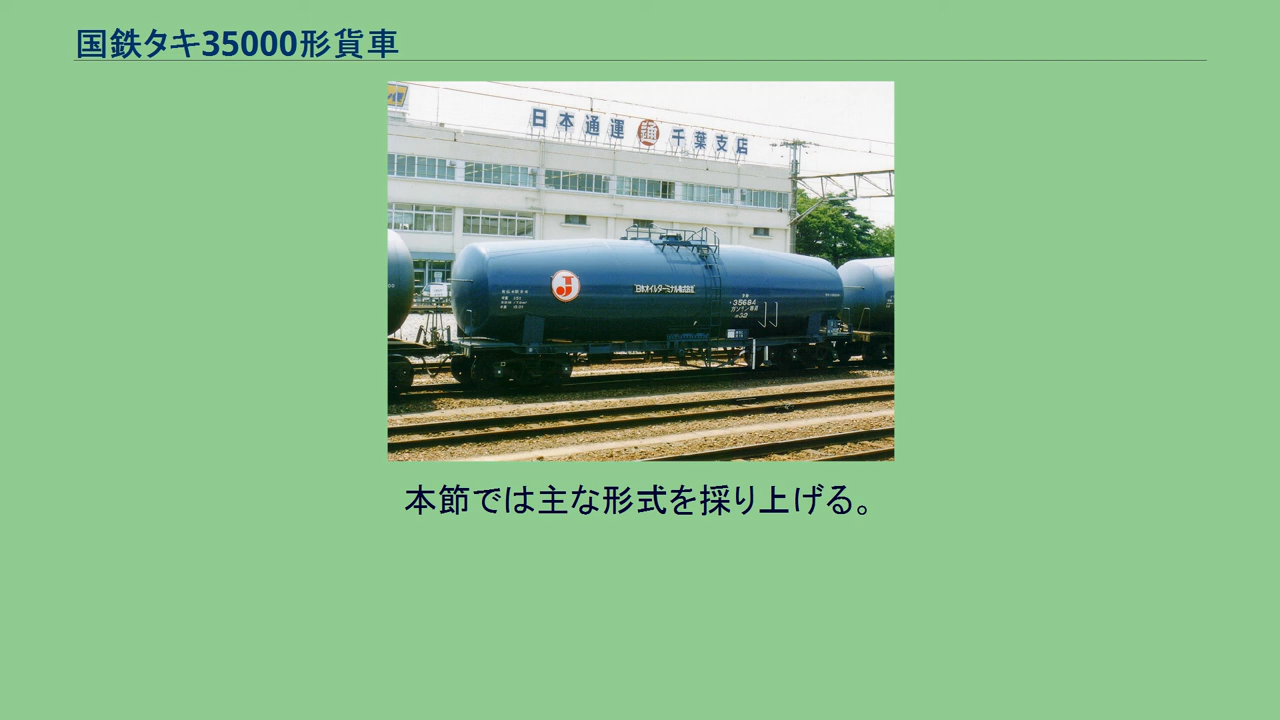 国鉄タキ35000形貨車
日本通運 通 千葉支店
J
日本オイルターミナル株式会社
35684
ガソリン専用
本節では主な形式を採り上げる。